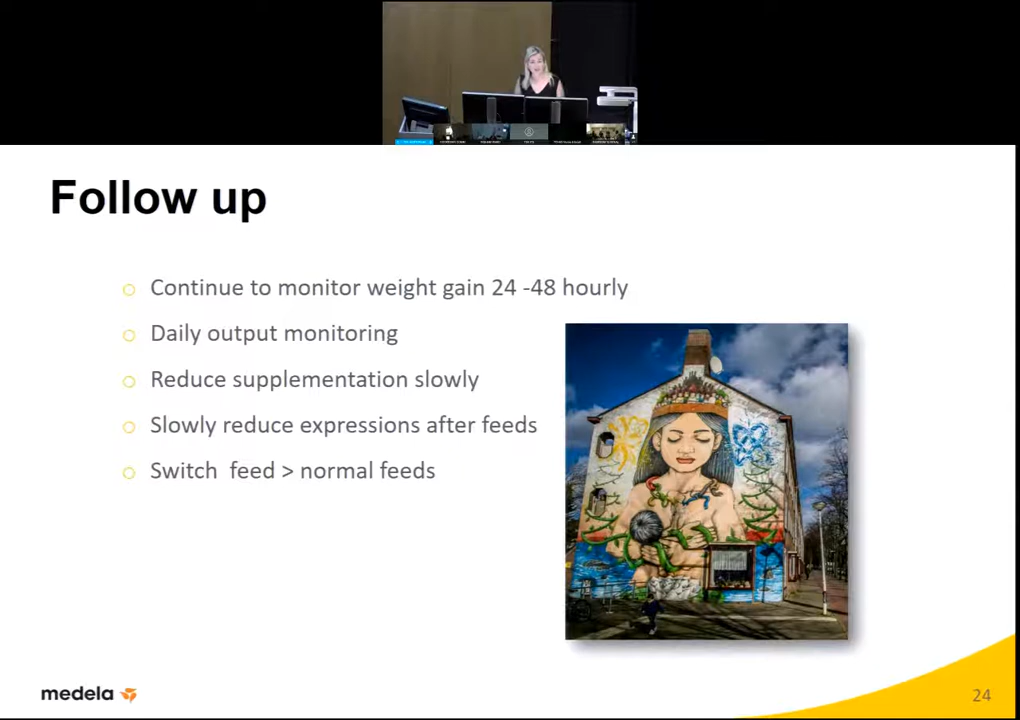 Follow up
Continue to monitor weight gain 24 -48 hourly
Daily output monitoring
Reduce supplementation slowly
Slowly reduce expressions after feeds
Switch  feed > normal feeds
medela
24